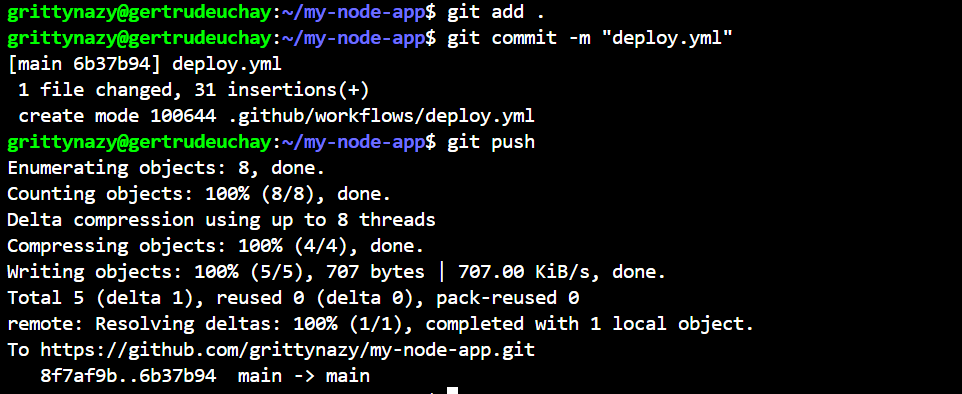 grittynazy@gertrudeuchay:~/my-node-app$ git add .
grittynazy@gertrudeuchay:~/my-node-app$ git commit -m "deploy.yml"
[main 6b37b94] deploy.yml
 1 file changed, 31 insertions(+)
 create mode 100644 .github/workflows/deploy.yml
grittynazy@gertrudeuchay:~/my-node-app$ git push
Enumerating objects: 8, done.
Counting objects: 100% (8/8), done.
Delta compression using up to 8 threads
Compressing objects: 100% (4/4), done.
Writing objects: 100% (5/5), 707 bytes | 707.00 KiB/s, done.
Total 5 (delta 1), reused 0 (delta 0), pack-reused 0
remote: Resolving deltas: 100% (1/1), completed with 1 local object.
To https://github.com/grittynazy/my-node-app.git
   8f7af9b..6b37b94  main -> main